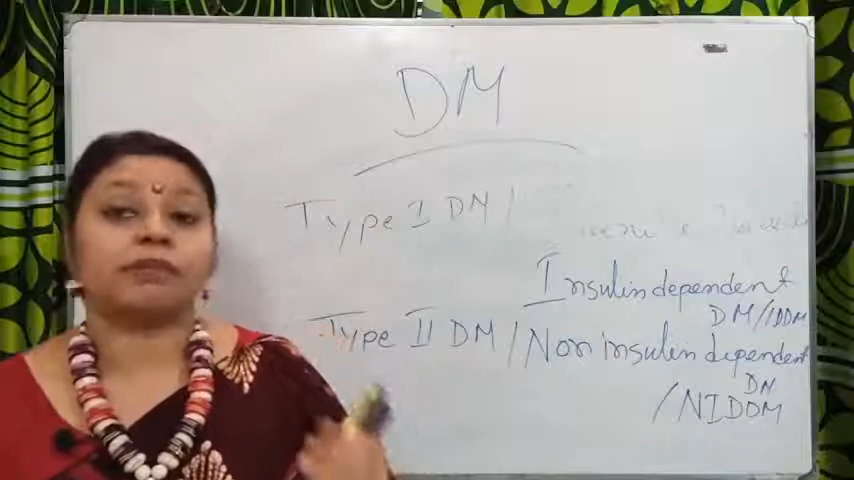 DM
Type I DM /
Insulin dependent
DM / IDDM
Type II DM / Non insulin dependent
DM
/ NIDDM